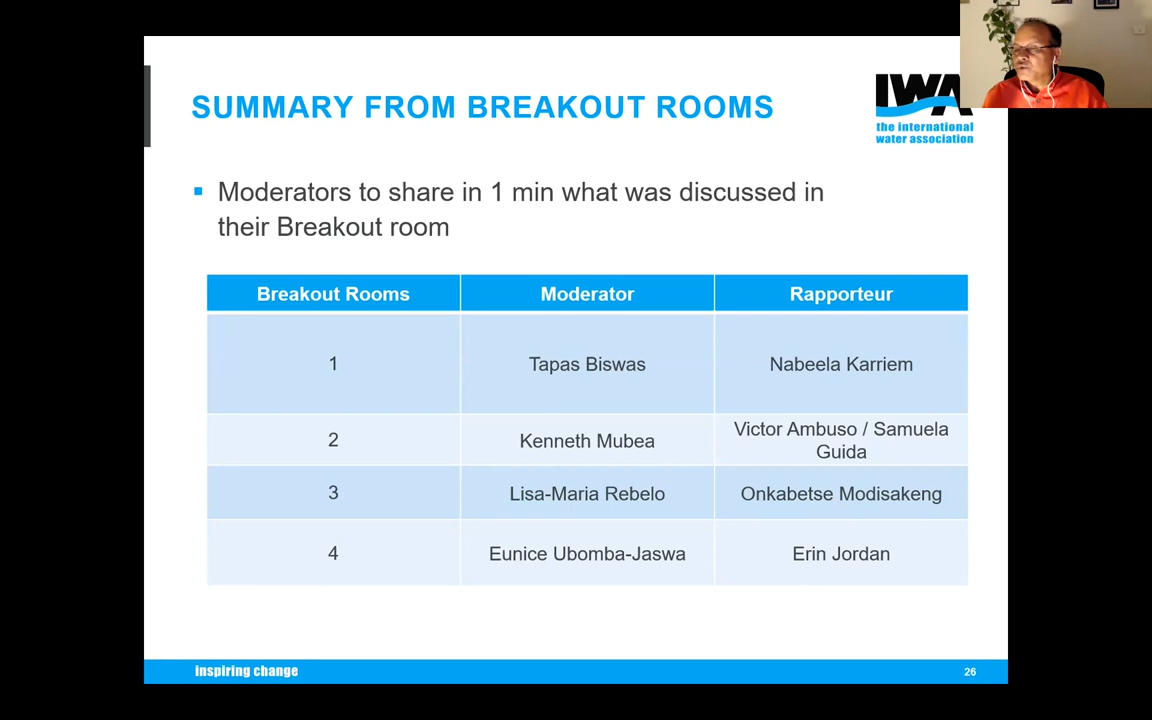 SUMMARY FROM BREAKOUT ROOMS
IWA
the international
water association
▪ Moderators to share in 1 min what was discussed in
their Breakout room
Breakout Rooms Moderator Rapporteur
1 Tapas Biswas Nabeela Karriem
2 Kenneth Mubea Victor Ambuso / Samuela
Guida
3 Lisa-Maria Rebelo Onkabetse Modisakeng
4 Eunice Ubomba-Jaswa Erin Jordan
inspiring change 26